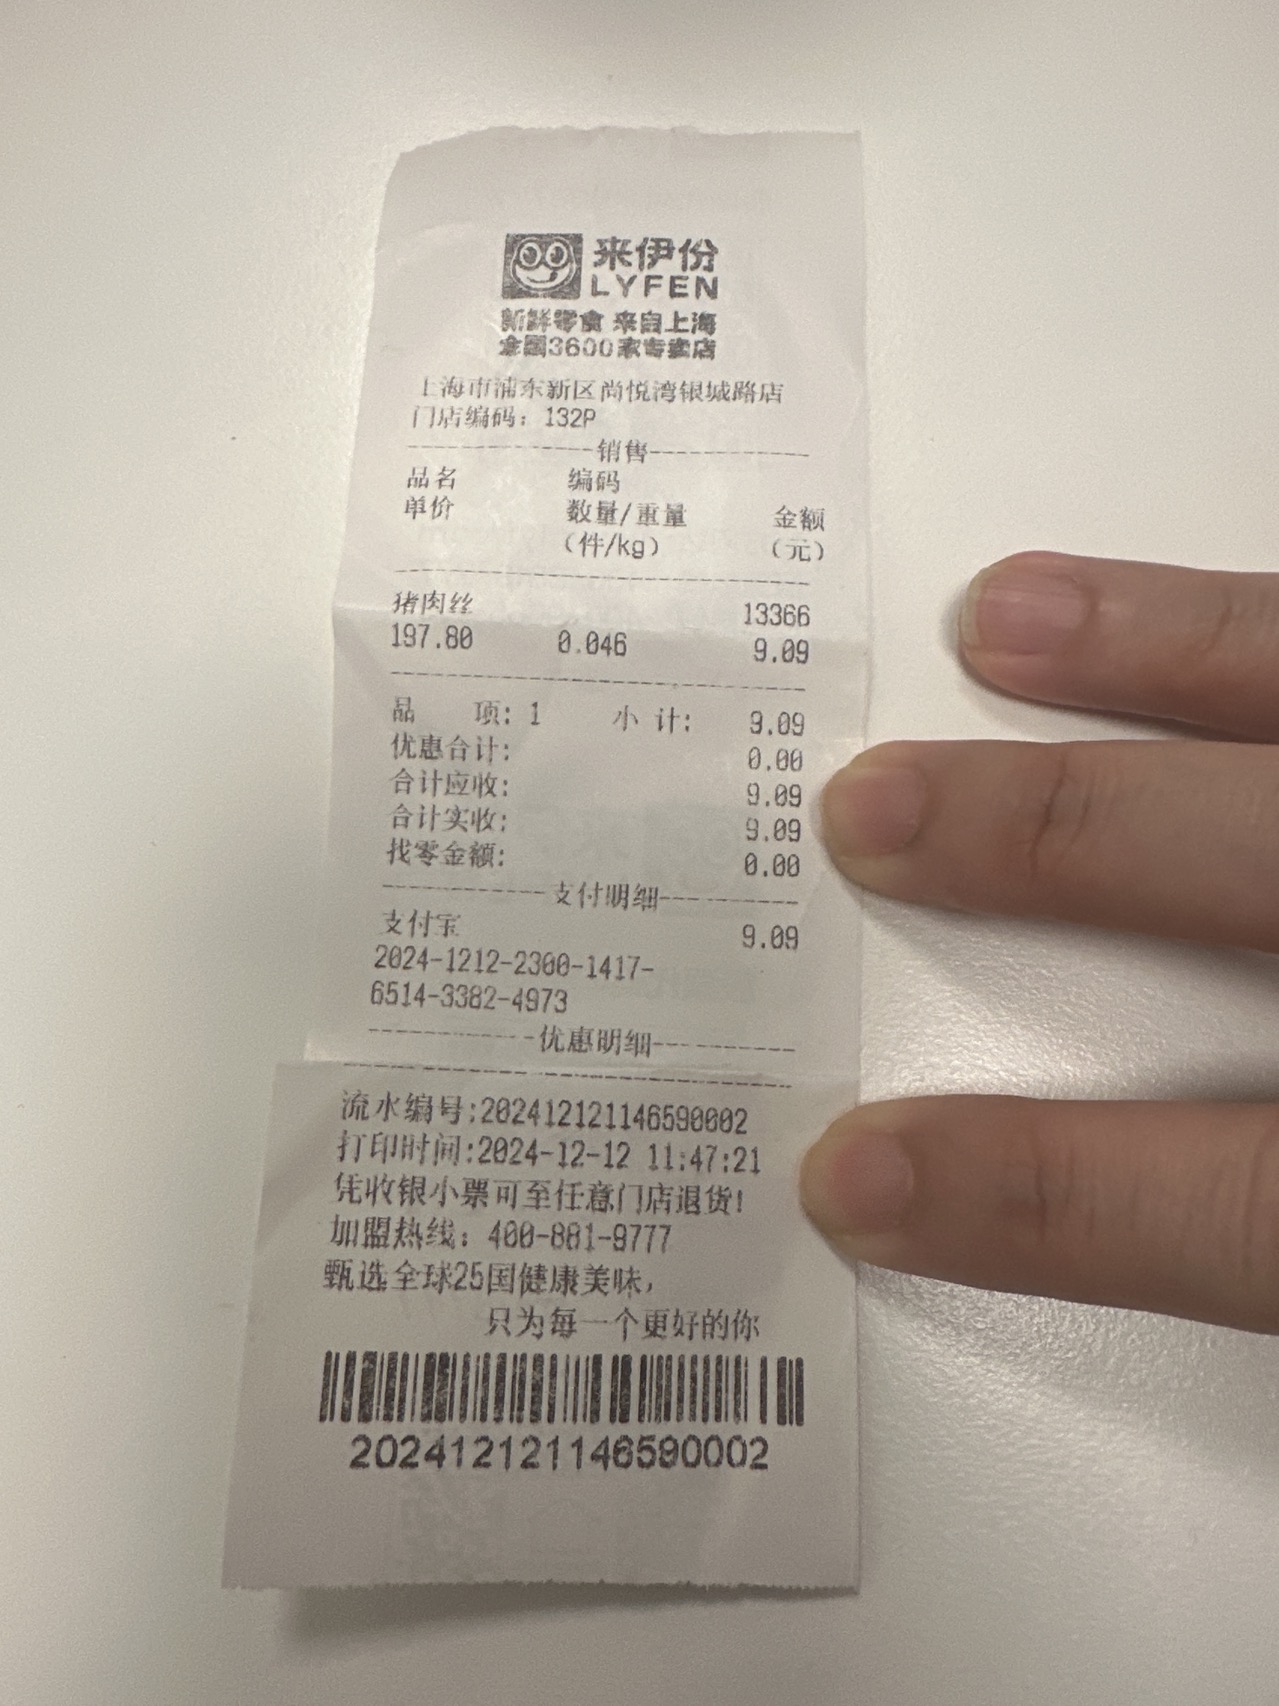 来伊份
LYFEN
新鲜零食 来自上海
全国3600家专卖店
上海市浦东新区尚悦湾银城路店
门店编码：132P
销售
品名 编码
单价 数量/重量 金额
（件/kg） （元）
猪肉丝 13366
197.80 0.046 9.09
品 项: 1 小 计: 9.09
优惠合计: 0.00
合计应收: 9.09
合计实收: 9.09
找零金额: 0.00
支付明细
支付宝 9.09
2024-1212-2300-1417-
6514-3382-4973
优惠明细
流水编号:202412121146590002
打印时间:2024-12-12 11:47:21
凭收银小票可至任意门店退货!
加盟热线：400-881-9777
甄选全球25国健康美味,
只为每一个更好的你
202412121146590002